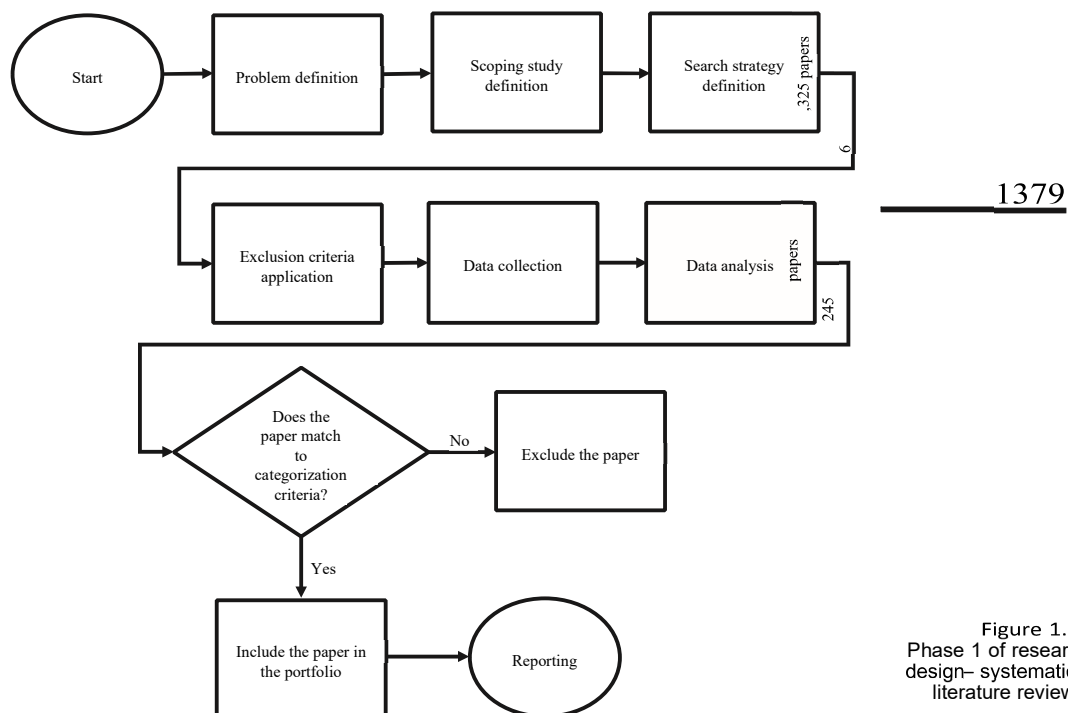 Start
Problem definition
Scoping study
definition
Search strategy
definition
,325 papers
6
1379
Exclusion criteria
application
Data collection
Data analysis
papers
245
Does the
paper match
to
categorization
criteria?
No
Exclude the paper
Yes
Include the paper in
the portfolio
Reporting
Figure 1.
Phase 1 of resear
design– systematic
literature review